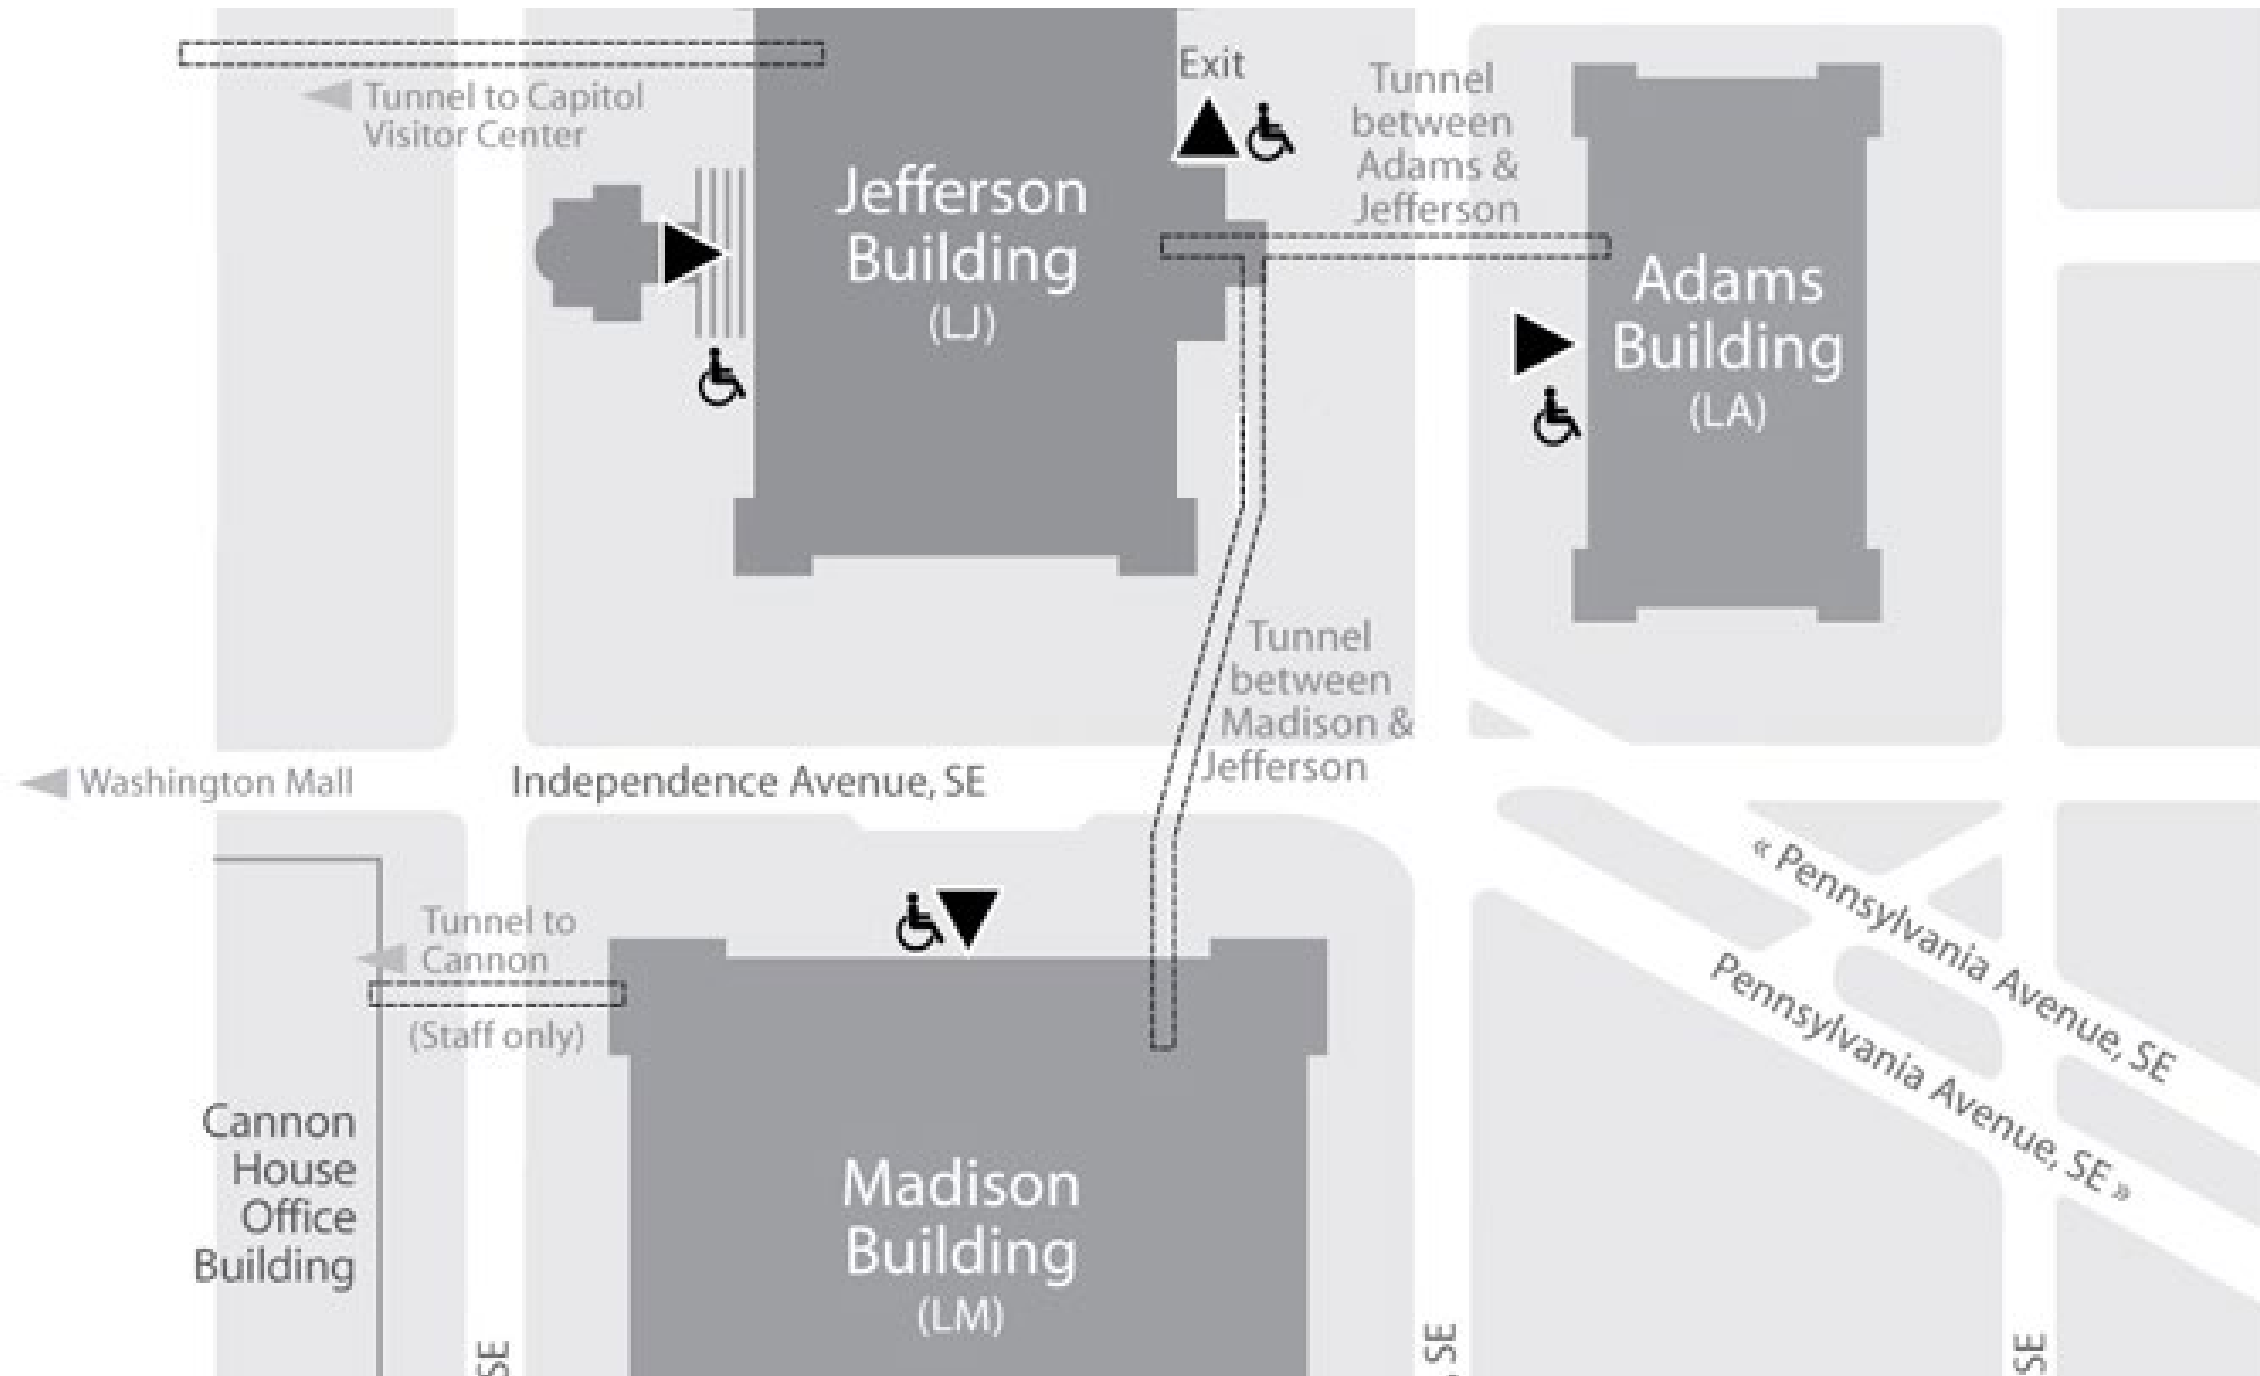 Tunnel to Capitol
Visitor Center
Exit
Tunnel
between
Adams &
Jefferson
Jefferson
Building
(LJ)
Adams
Building
(LA)
Tunnel
between
Madison &
Jefferson
Washington Mall
Independence Avenue, SE
« Pennsylvania Avenue, SE
Pennsylvania Avenue, SE »
Tunnel to
Cannon
(Staff only)
Cannon
House
Office
Building
Madison
Building
(LM)
SE
SE
SE